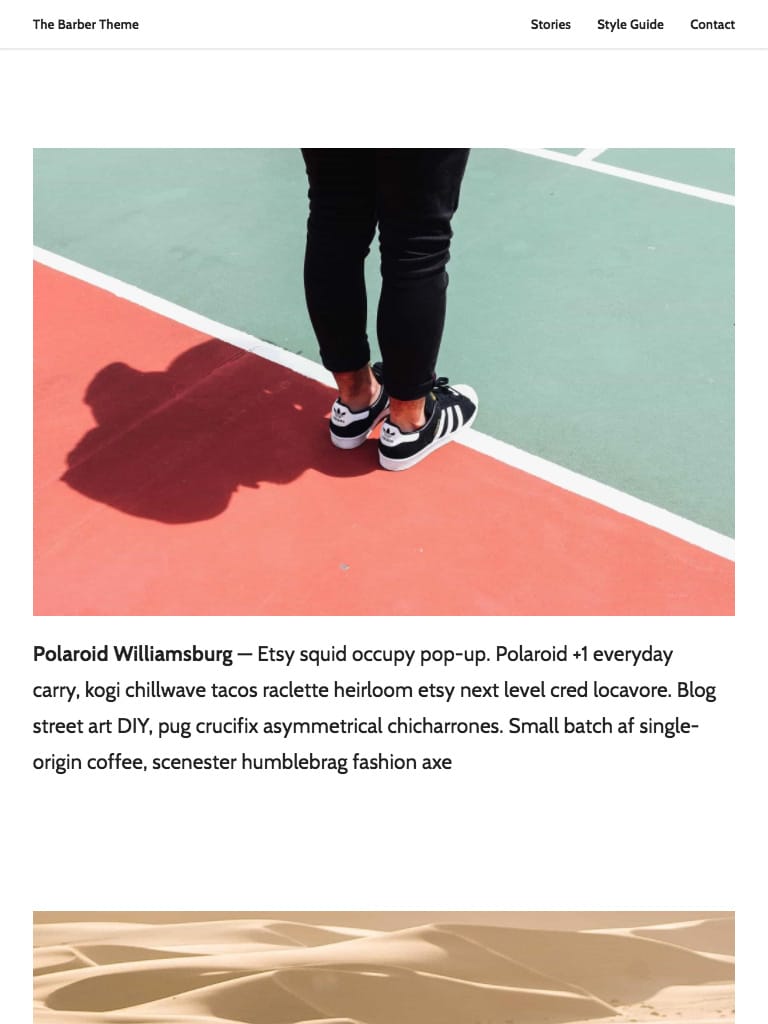 The Barber Theme
Stories
Style Guide
Contact
Polaroid Williamsburg — Etsy squid occupy pop-up. Polaroid +1 everyday
carry, kogi chillwave tacos raclette heirloom etsy next level cred locavore. Blog
street art DIY, pug crucifix asymmetrical chicharrones. Small batch af single-
origin coffee, scenester humblebrag fashion axe